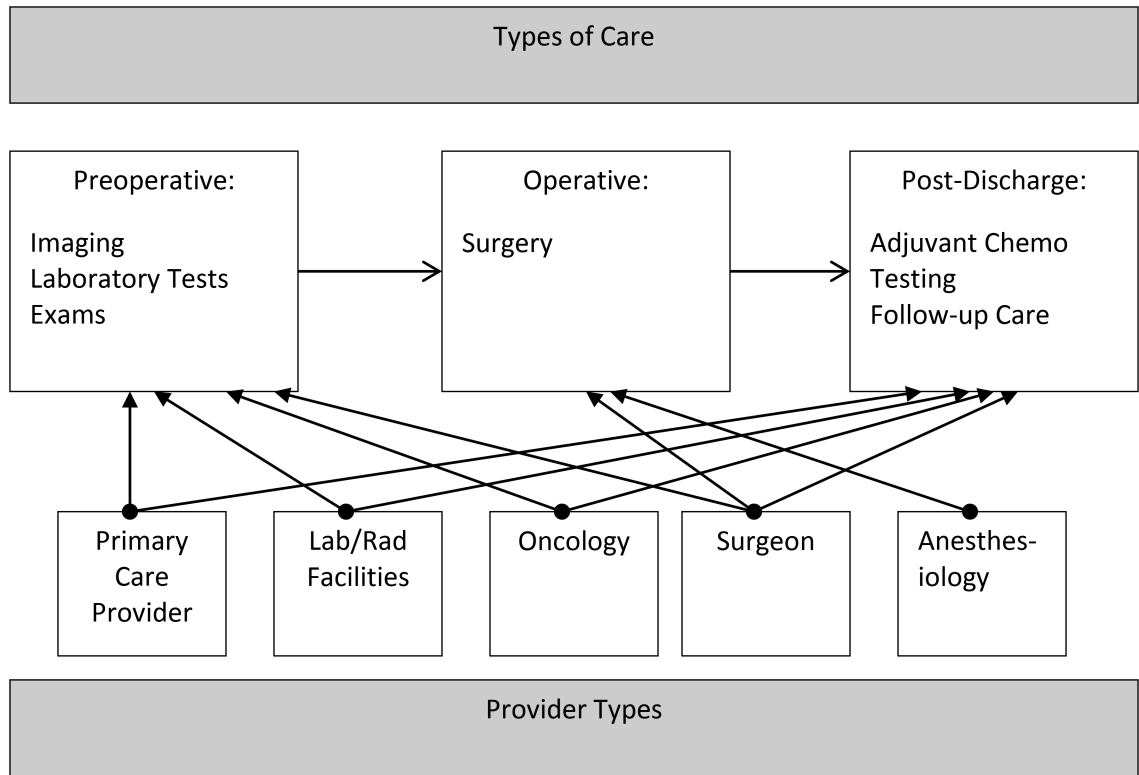 Types of Care
Preoperative:
Imaging
Laboratory Tests
Exams
Operative:
Surgery
Post-Discharge:
Adjuvant Chemo
Testing
Follow-up Care
Primary
Care
Provider
Lab/Rad
Facilities
Oncology
Surgeon
Anesthes-
iology
Provider Types